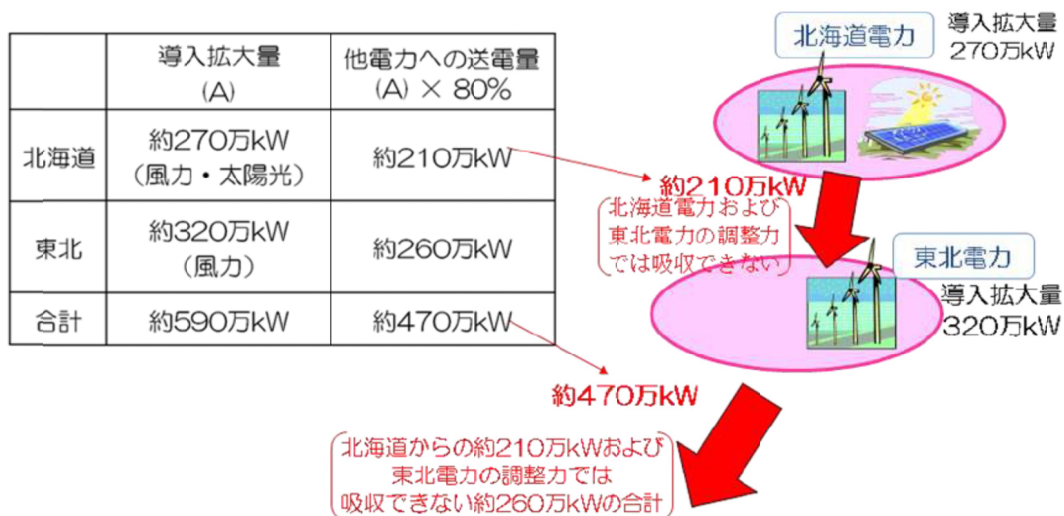 導入拡大量
(A)
他電力への送電量
(A) × 80%
北海道
約270万kW
(風力・太陽光)
約210万kW
東北
約320万kW
(風力)
約260万kW
合計
約590万kW
約470万kW
北海道電力
導入拡大量
270万kW
約210万kW
北海道電力および
東北電力の調整力
では吸収できない
東北電力
導入拡大量
320万kW
約470万kW
北海道からの約210万kWおよび
東北電力の調整力では
吸収できない約260万kWの合計